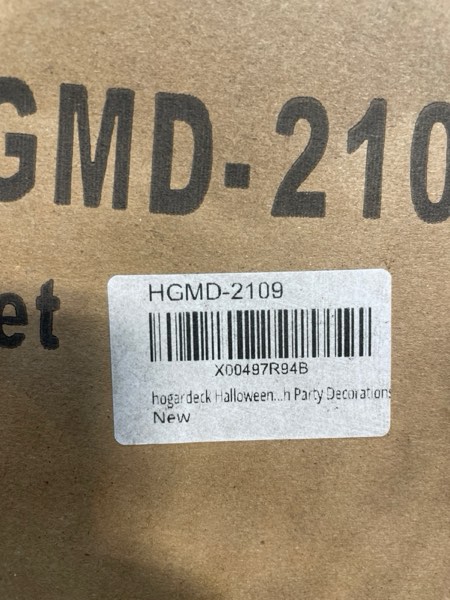 GMD-210
et
HGMD-2109
X00497R94B
hogardeck Halloween...h Party Decorations
New